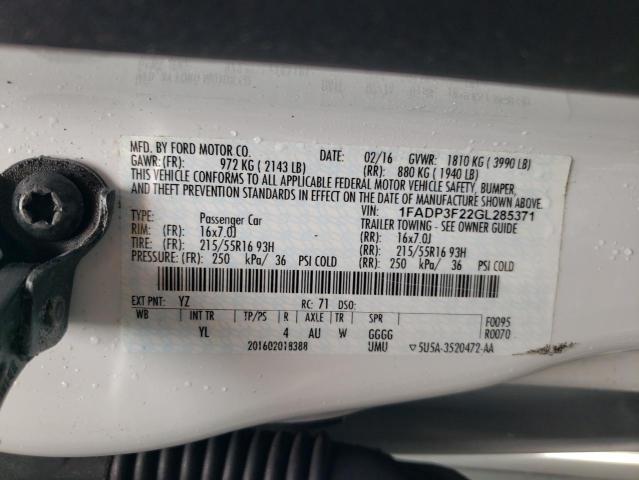 MFD. BY FORD MOTOR CO.
DATE: 02/16 GVWR: 1810 KG ( 3990 LB)
GAWR: (FR): 972 KG ( 2143 LB) (RR): 880 KG ( 1940 LB)
THIS VEHICLE CONFORMS TO ALL APPLICABLE FEDERAL MOTOR VEHICLE SAFETY, BUMPER,
AND THEFT PREVENTION STANDARDS IN EFFECT ON THE DATE OF MANUFACTURE SHOWN ABOVE.
VIN: 1FADP3F22GL285371
TYPE: Passenger Car TRAILER TOWING - SEE OWNER GUIDE
RIM: (FR): 16x7.0J (RR): 16x7.0J
TIRE: (FR): 215/55R16 93H (RR): 215/55R16 93H
PRESSURE: (FR): 250 kPa/ 36 PSI COLD (RR): 250 kPa/ 36 PSI COLD
EXT PNT: YZ RC: 71 DSO:
WB INT TR TP/PS R AXLE TR SPR F0095
YL 4 AU W GGGG R0070
201602018388 UMU ▽5U5A-3520472-AA